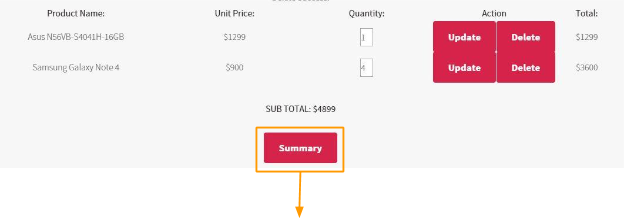 Product Name: Unit Price: Quantity: Action Total:
Asus N56VB-S4041H-16GB $1299 1 Update Delete $1299
Samsung Galaxy Note 4 $900 4 Update Delete $3600
SUB TOTAL: $4899
Summary